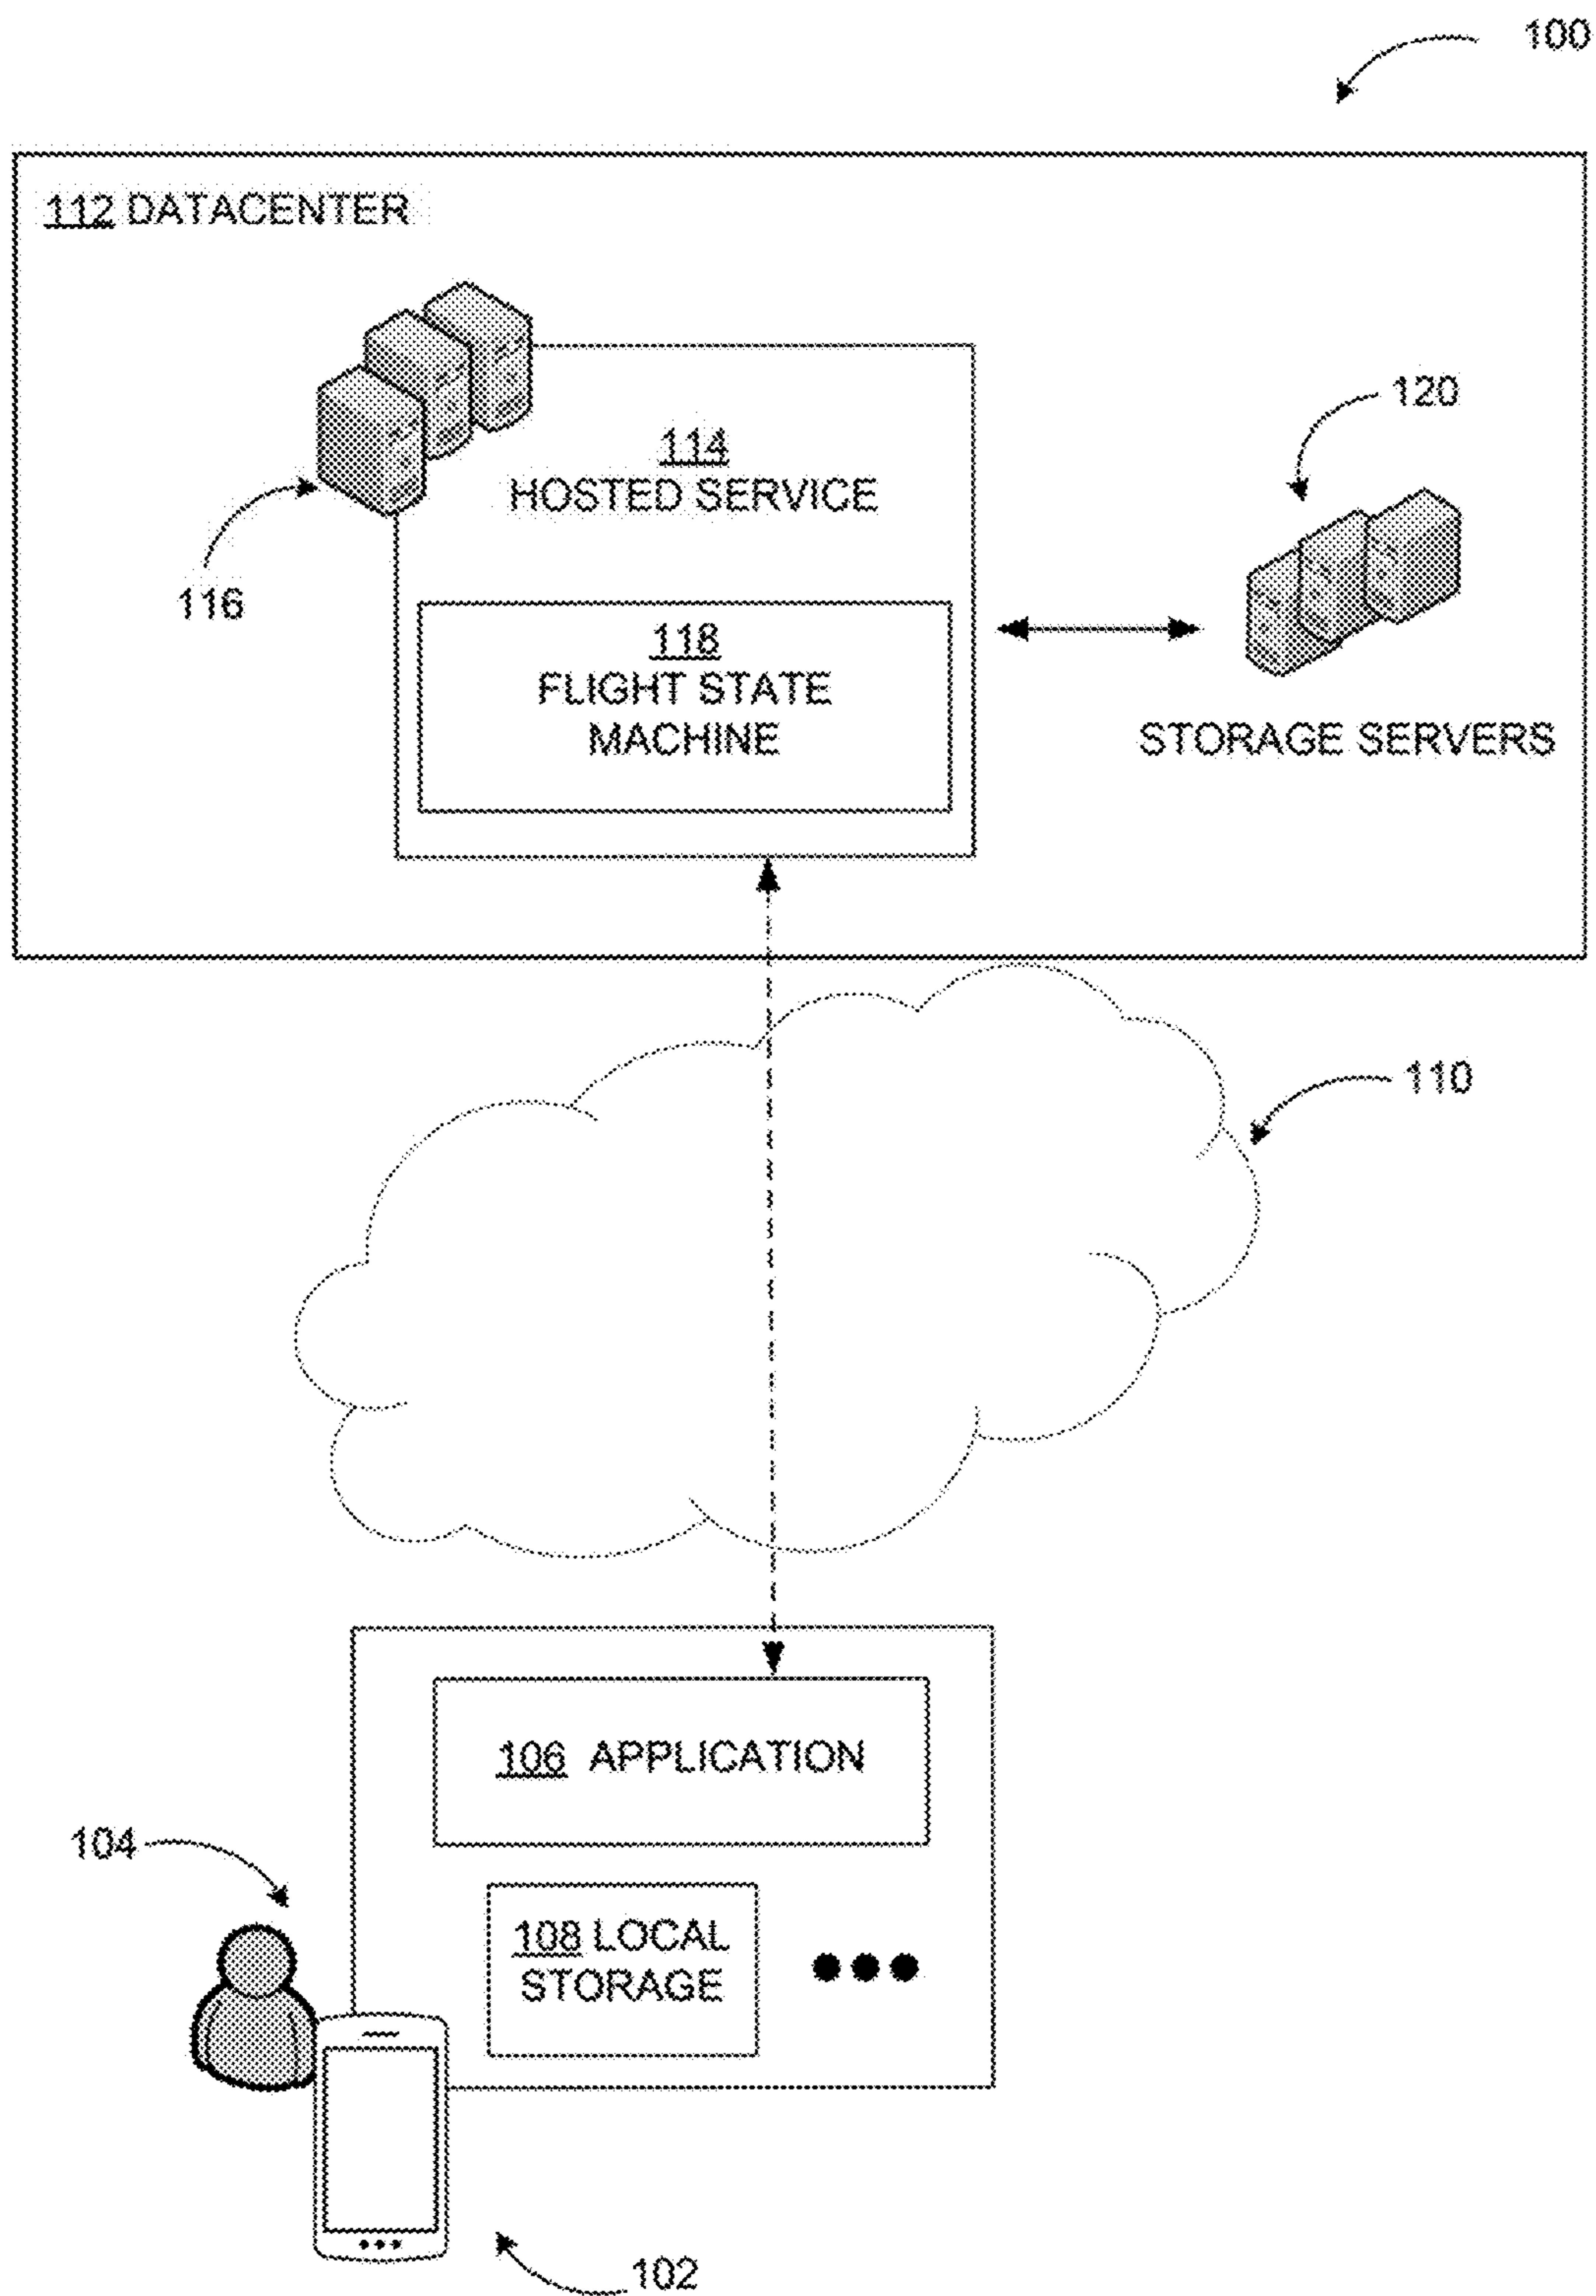 100
112 DATACENTER
120
114
HOSTED SERVICE
116
118
FLIGHT STATE
MACHINE
STORAGE SERVERS
110
106 APPLICATION
104
108 LOCAL
STORAGE
102